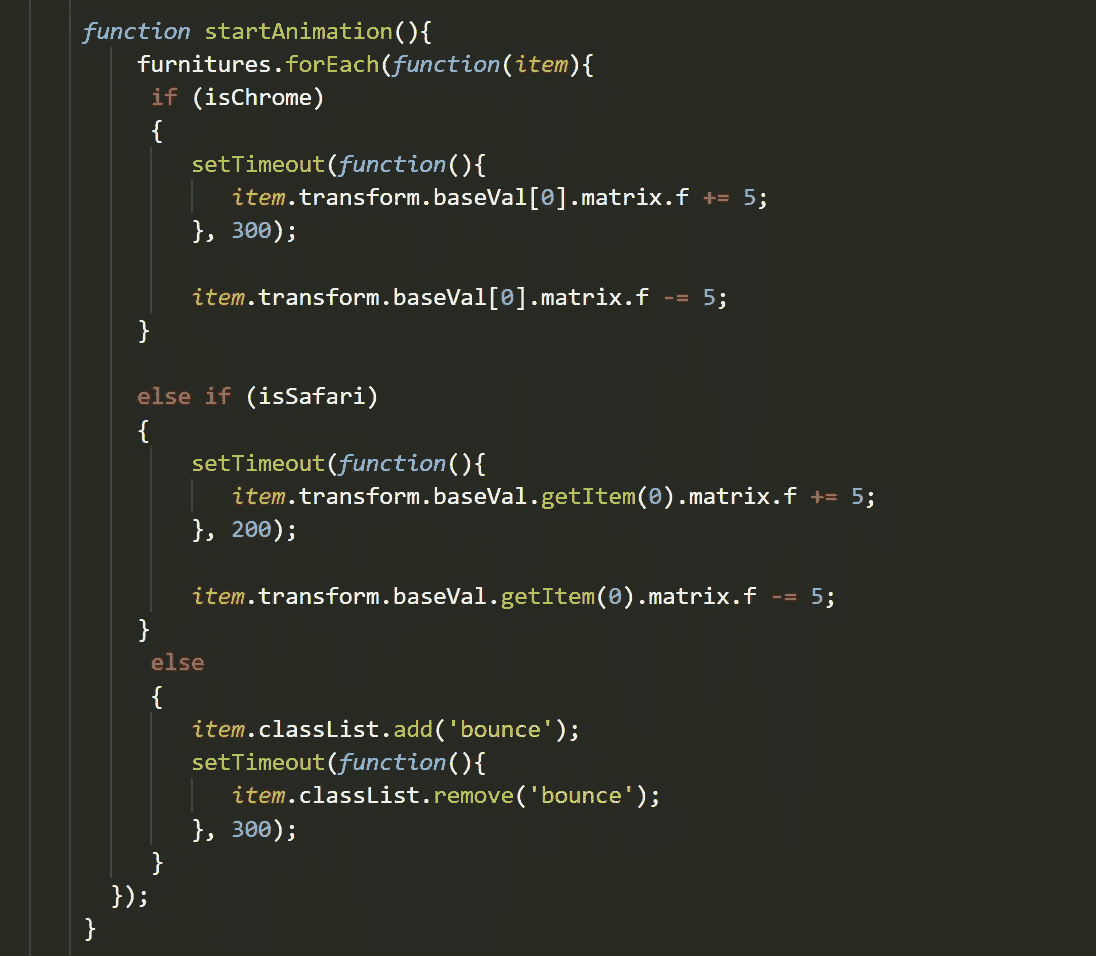 function startAnimation(){
furnitures.forEach(function(item){
if (isChrome)
{
setTimeout(function(){
item.transform.baseVal[0].matrix.f += 5;
}, 300);
item.transform.baseVal[0].matrix.f -= 5;
}
else if (isSafari)
{
setTimeout(function(){
item.transform.baseVal.getItem(0).matrix.f += 5;
}, 200);
item.transform.baseVal.getItem(0).matrix.f -= 5;
}
else
{
item.classList.add('bounce');
setTimeout(function(){
item.classList.remove('bounce');
}, 300);
}
});
}